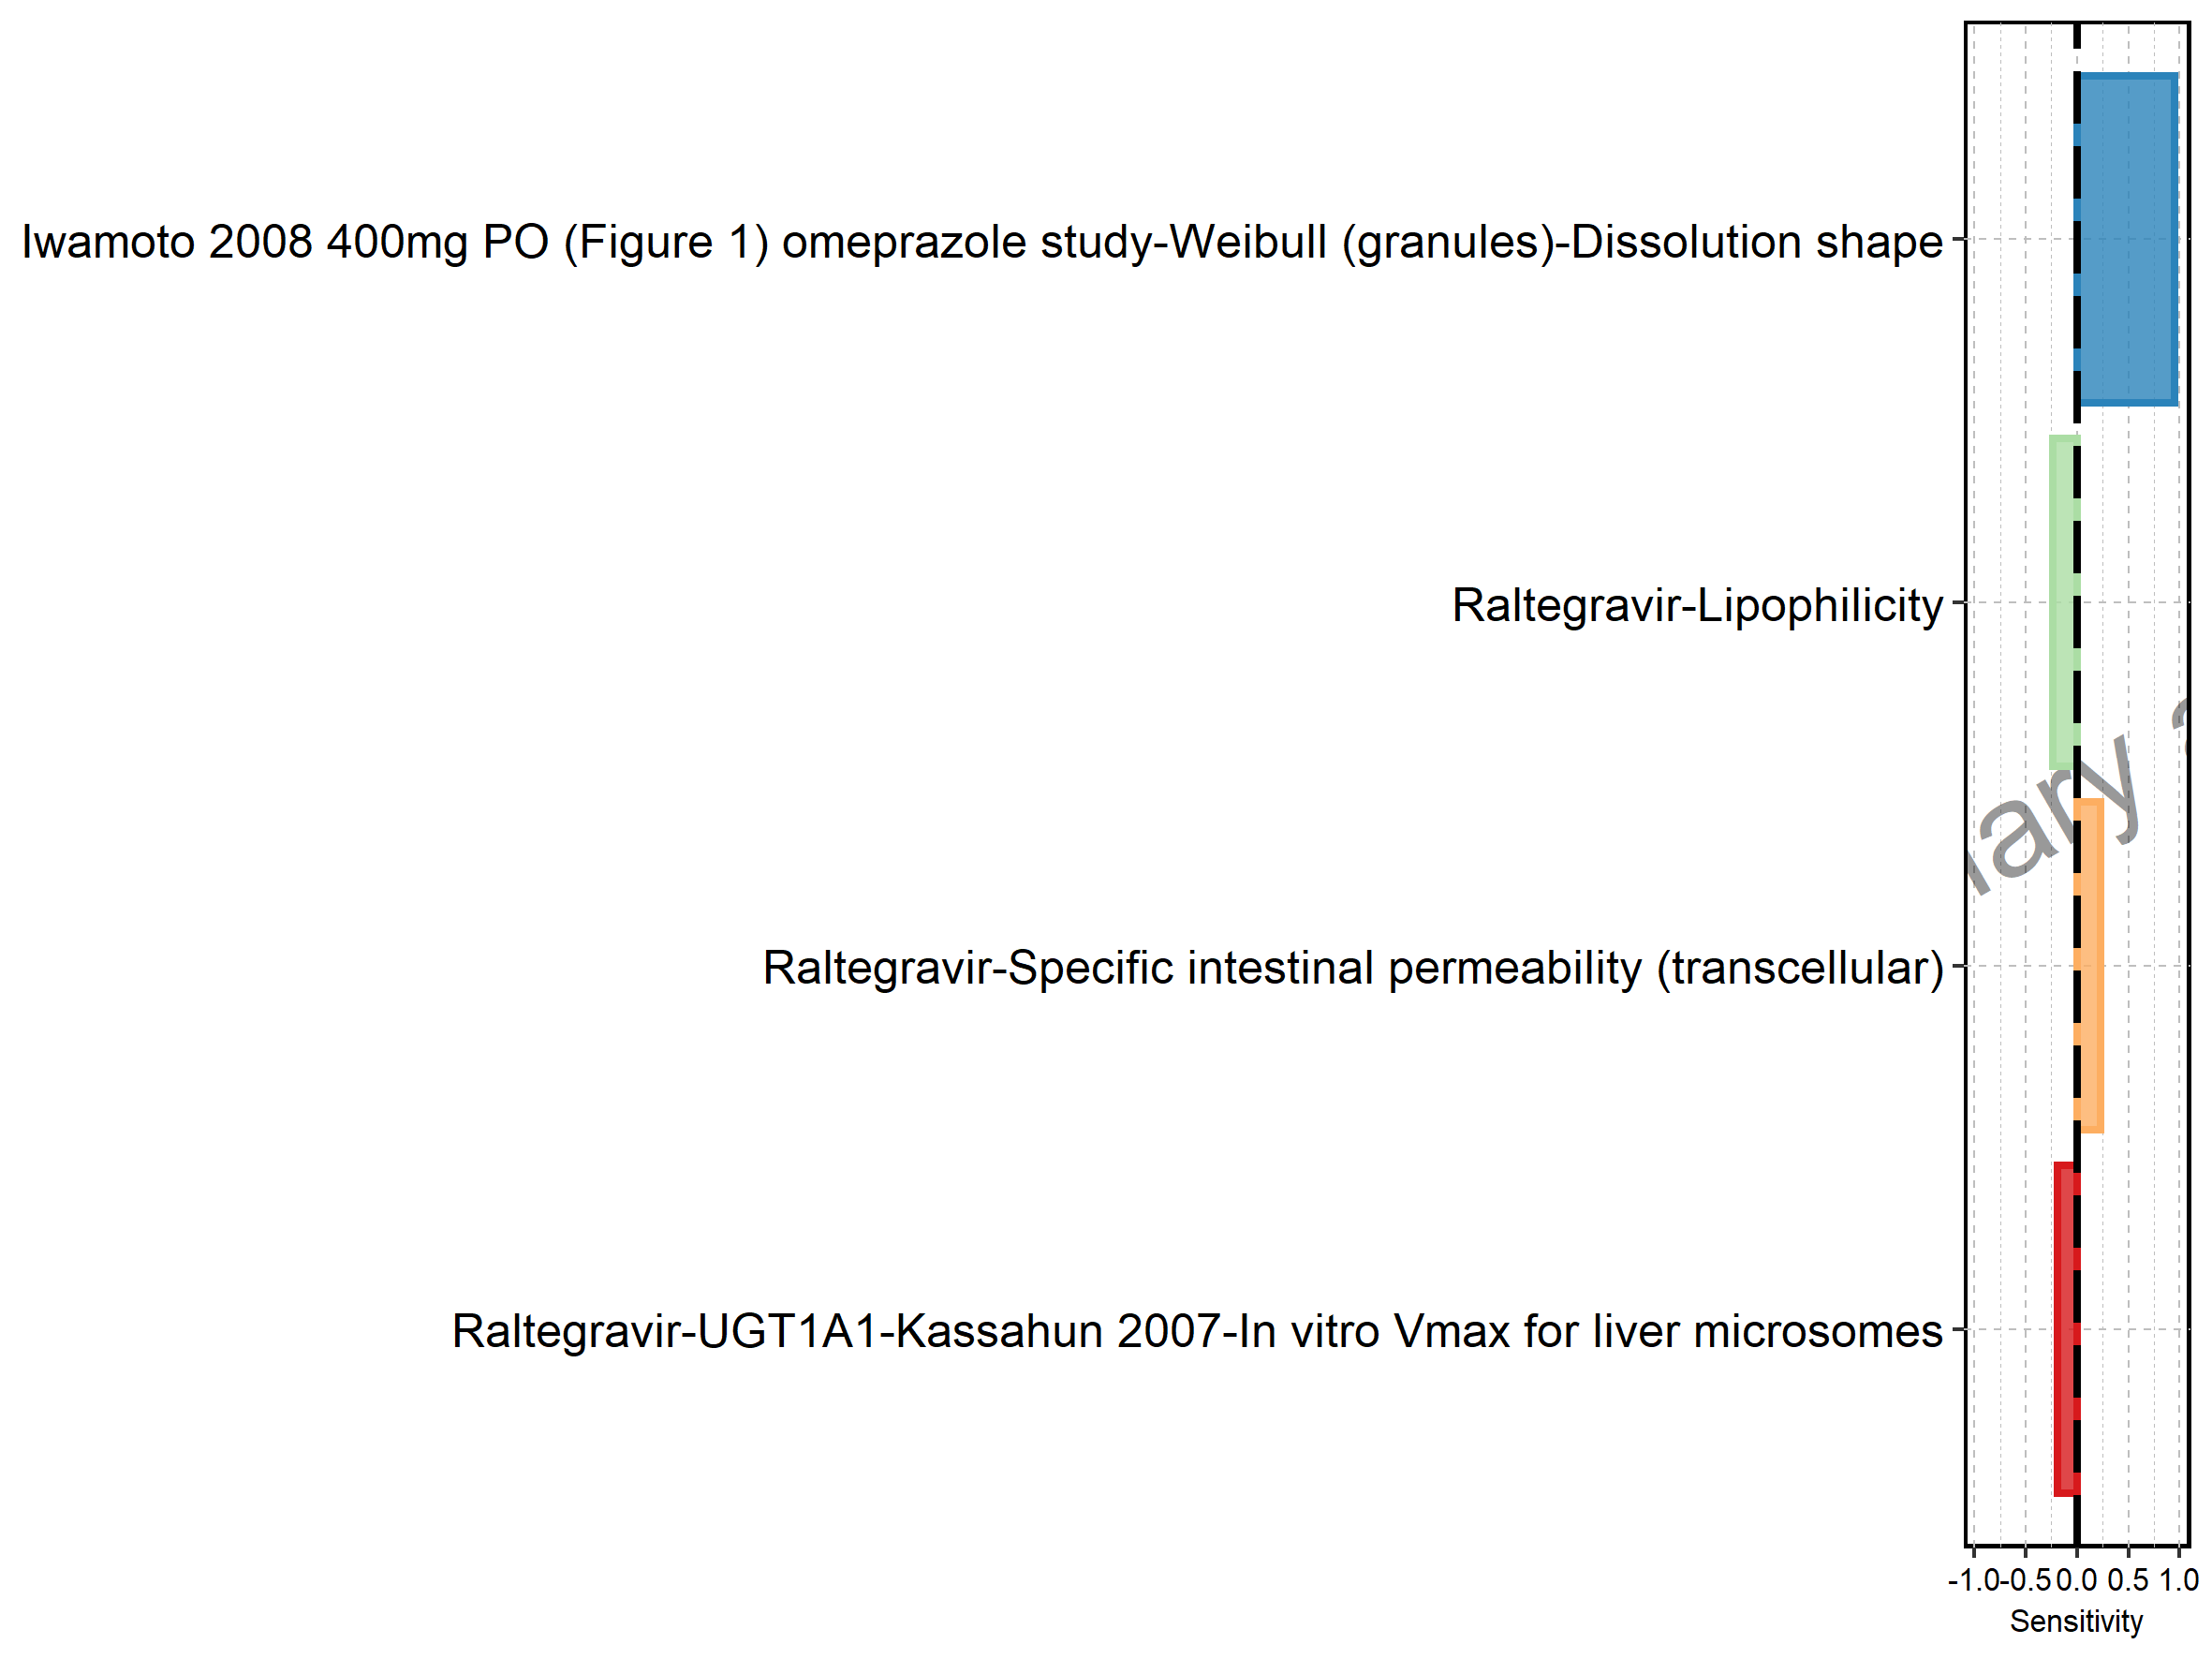 Iwamoto 2008 400mg PO (Figure 1) omeprazole study-Weibull (granules)-Dissolution shape
Raltegravir-Lipophilicity
Raltegravir-Specific intestinal permeability (transcellular)
Raltegravir-UGT1A1-Kassahun 2007-In vitro Vmax for liver microsomes
-1.0 -0.5 0.0 0.5 1.0
Sensitivity